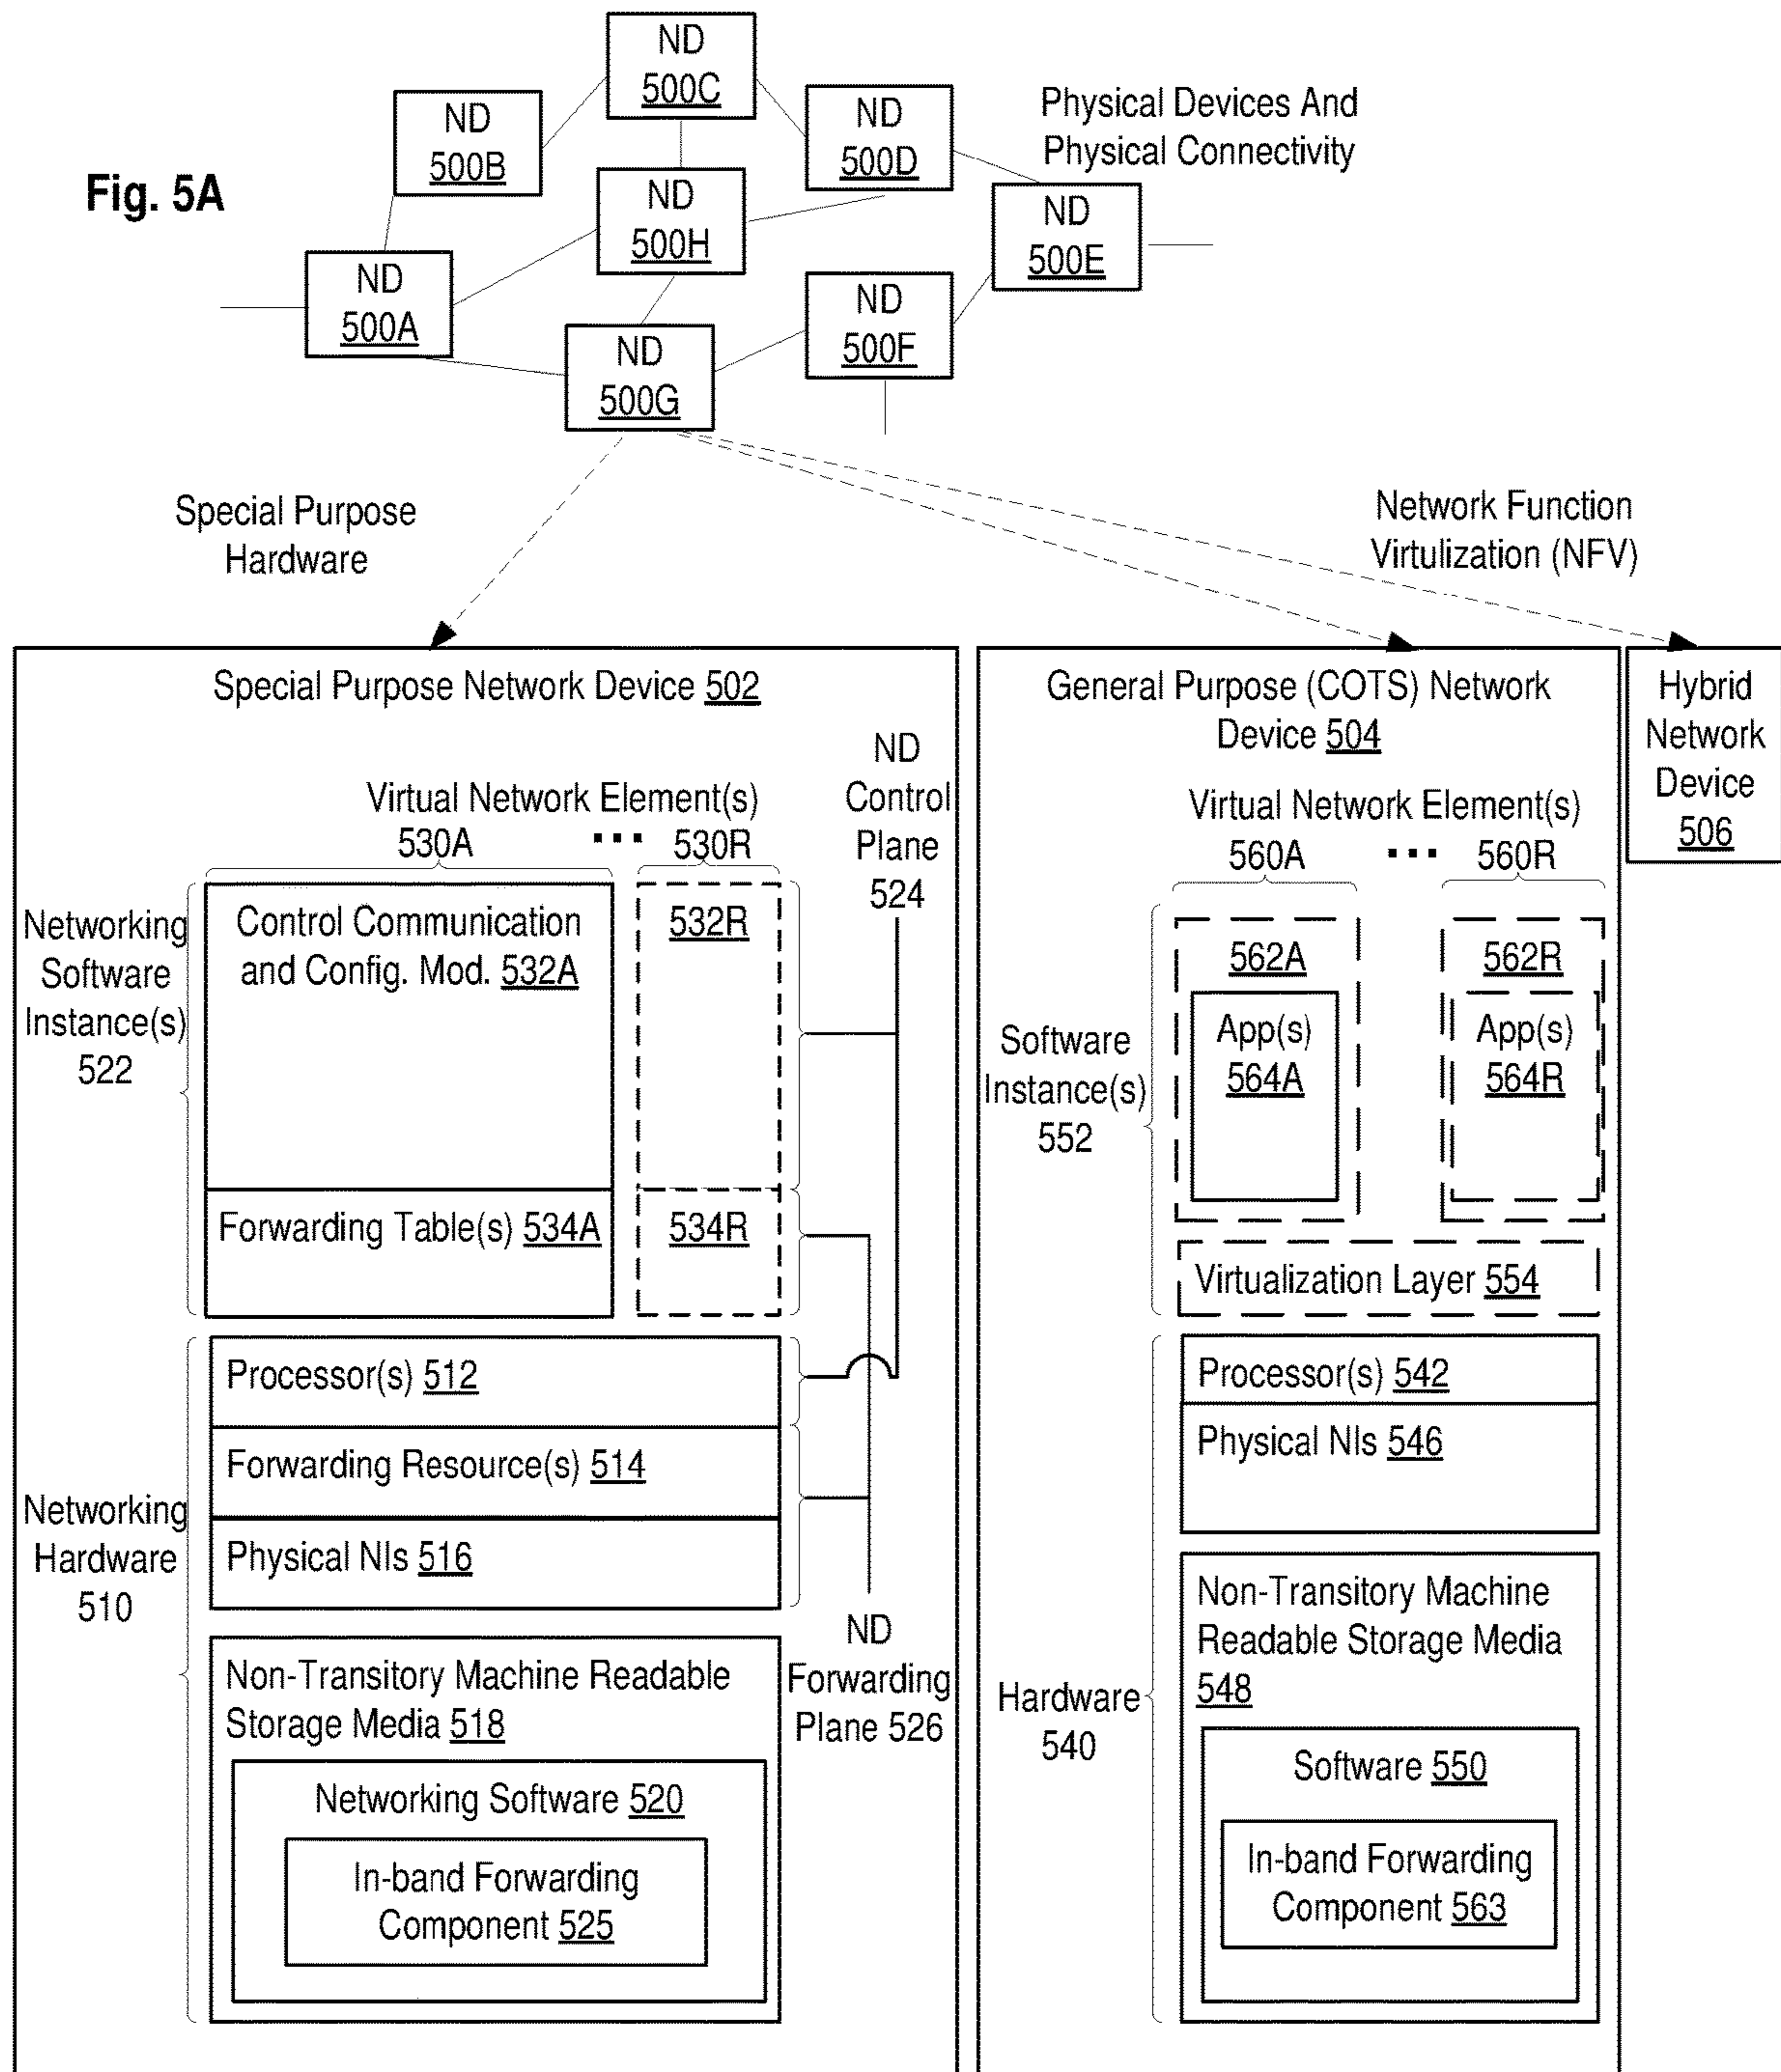 Fig. 5A
ND
500C
ND
500B
ND
500D
Physical Devices And
Physical Connectivity
ND
500H
ND
500E
ND
500A
ND
500F
ND
500G
Special Purpose
Hardware
Network Function
Virtulization (NFV)
Special Purpose Network Device 502
ND
Control
Plane
524
Virtual Network Element(s)
530A
...
530R
Networking
Software
Instance(s)
522
Control Communication
and Config. Mod. 532A
532R
Forwarding Table(s) 534A
534R
Networking
Hardware
510
Processor(s) 512
Forwarding Resource(s) 514
Physical NIs 516
ND
Forwarding
Plane 526
Non-Transitory Machine Readable
Storage Media 518
Networking Software 520
In-band Forwarding
Component 525
General Purpose (COTS) Network
Device 504
Virtual Network Element(s)
560A
...
560R
Software
Instance(s)
552
562A
App(s)
564A
562R
App(s)
564R
Virtualization Layer 554
Hardware
540
Processor(s) 542
Physical NIs 546
Non-Transitory Machine
Readable Storage Media
548
Software 550
In-band Forwarding
Component 563
Hybrid
Network
Device
506